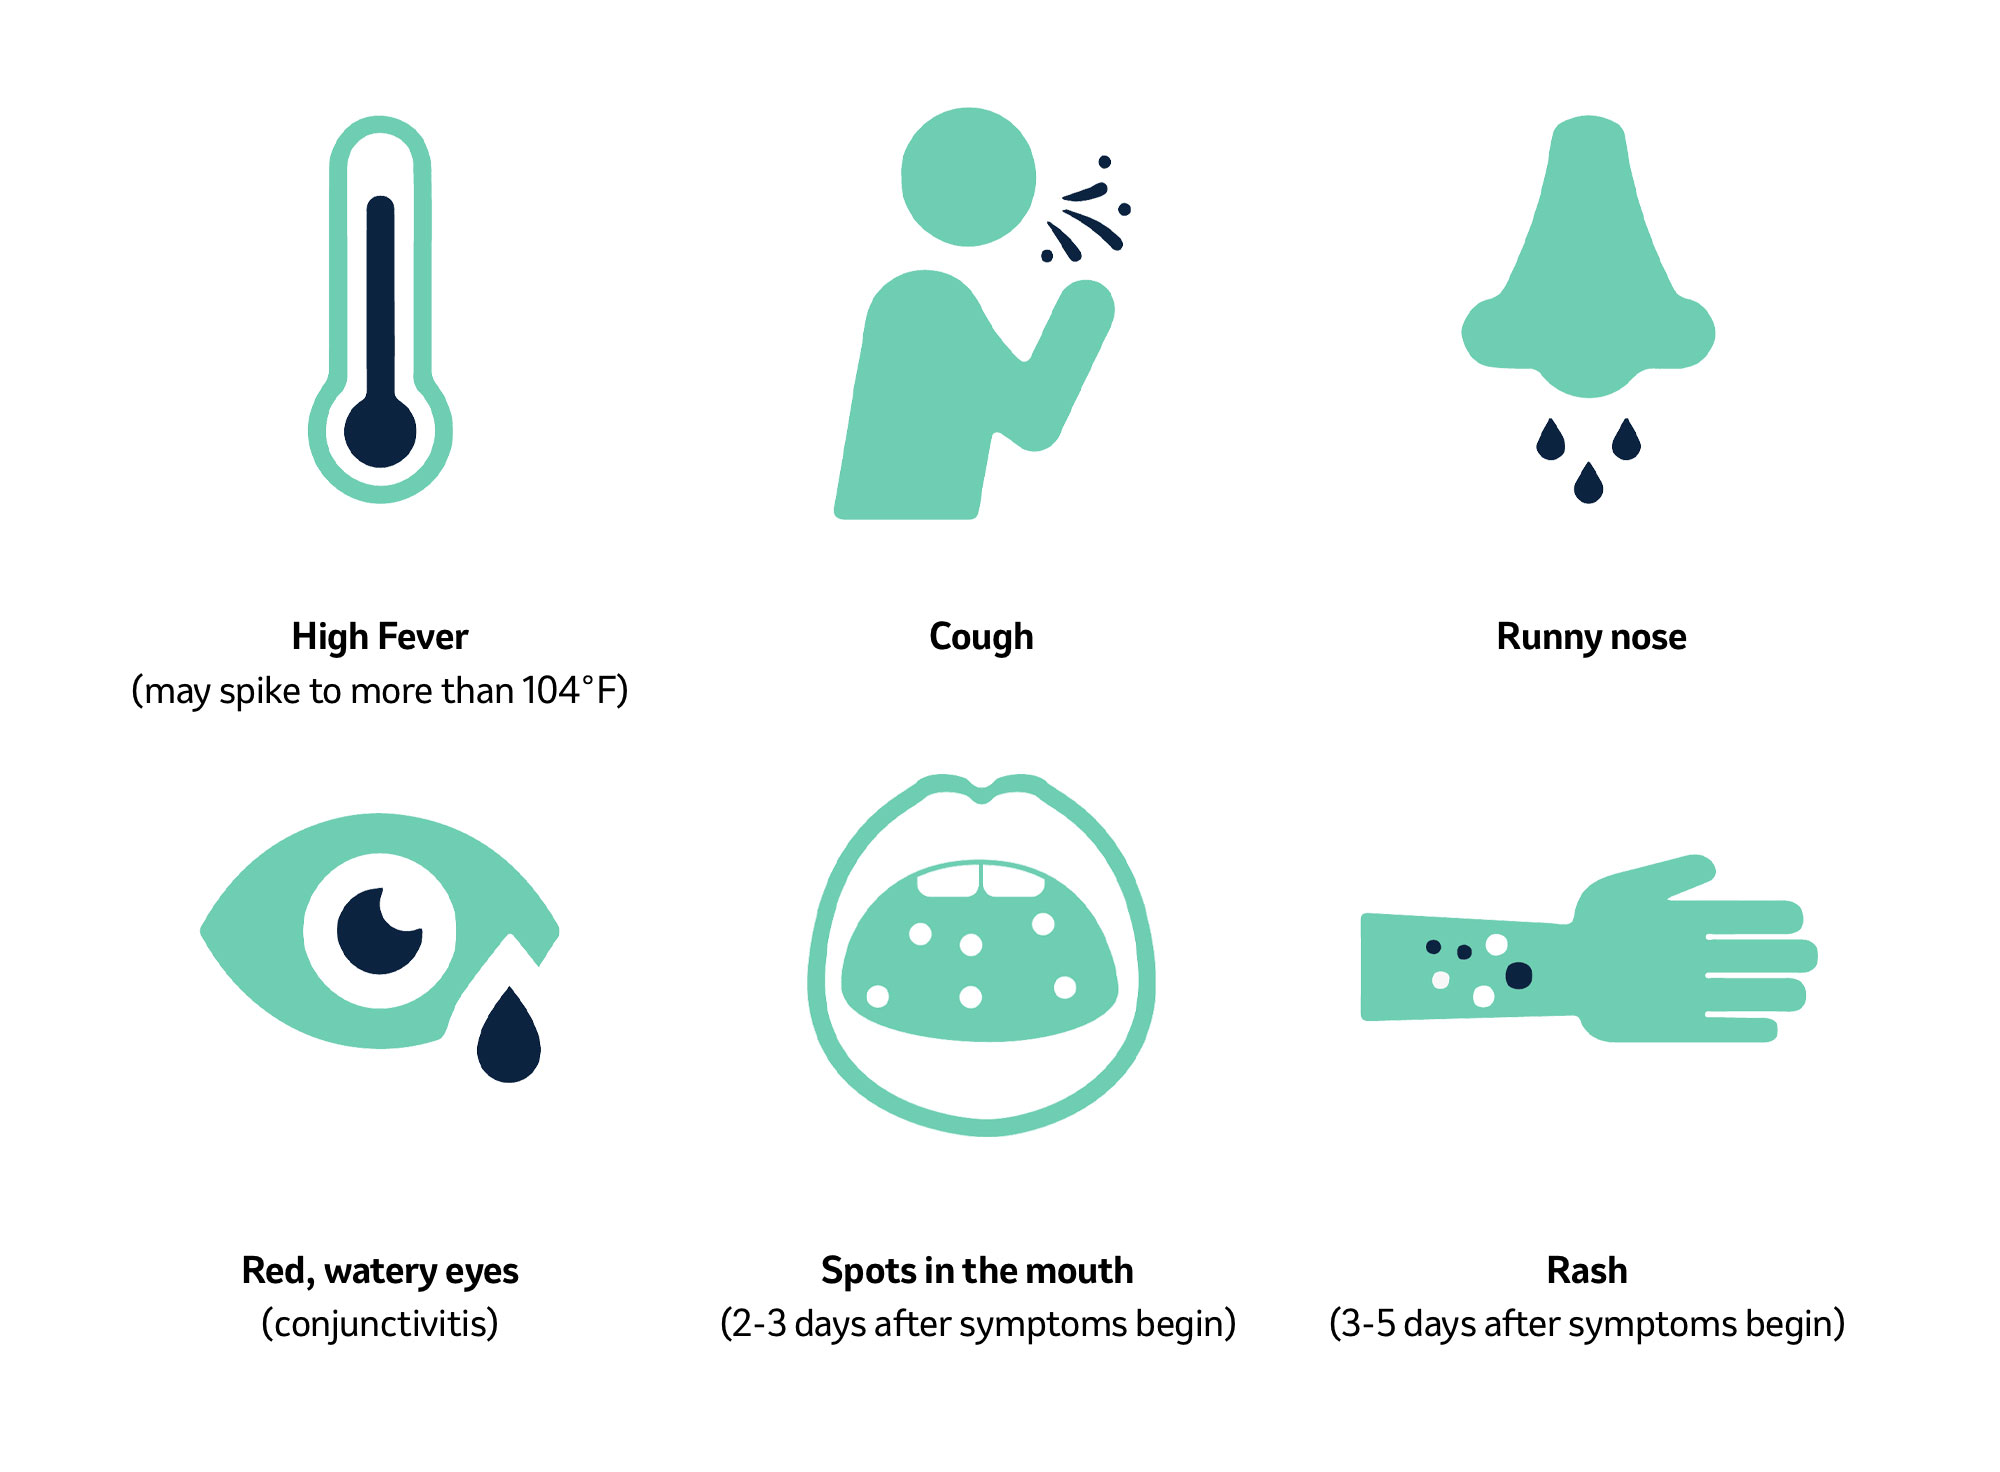 High Fever
(may spike to more than 104°F)
Cough
Runny nose
Red, watery eyes
(conjunctivitis)
Spots in the mouth
(2-3 days after symptoms begin)
Rash
(3-5 days after symptoms begin)